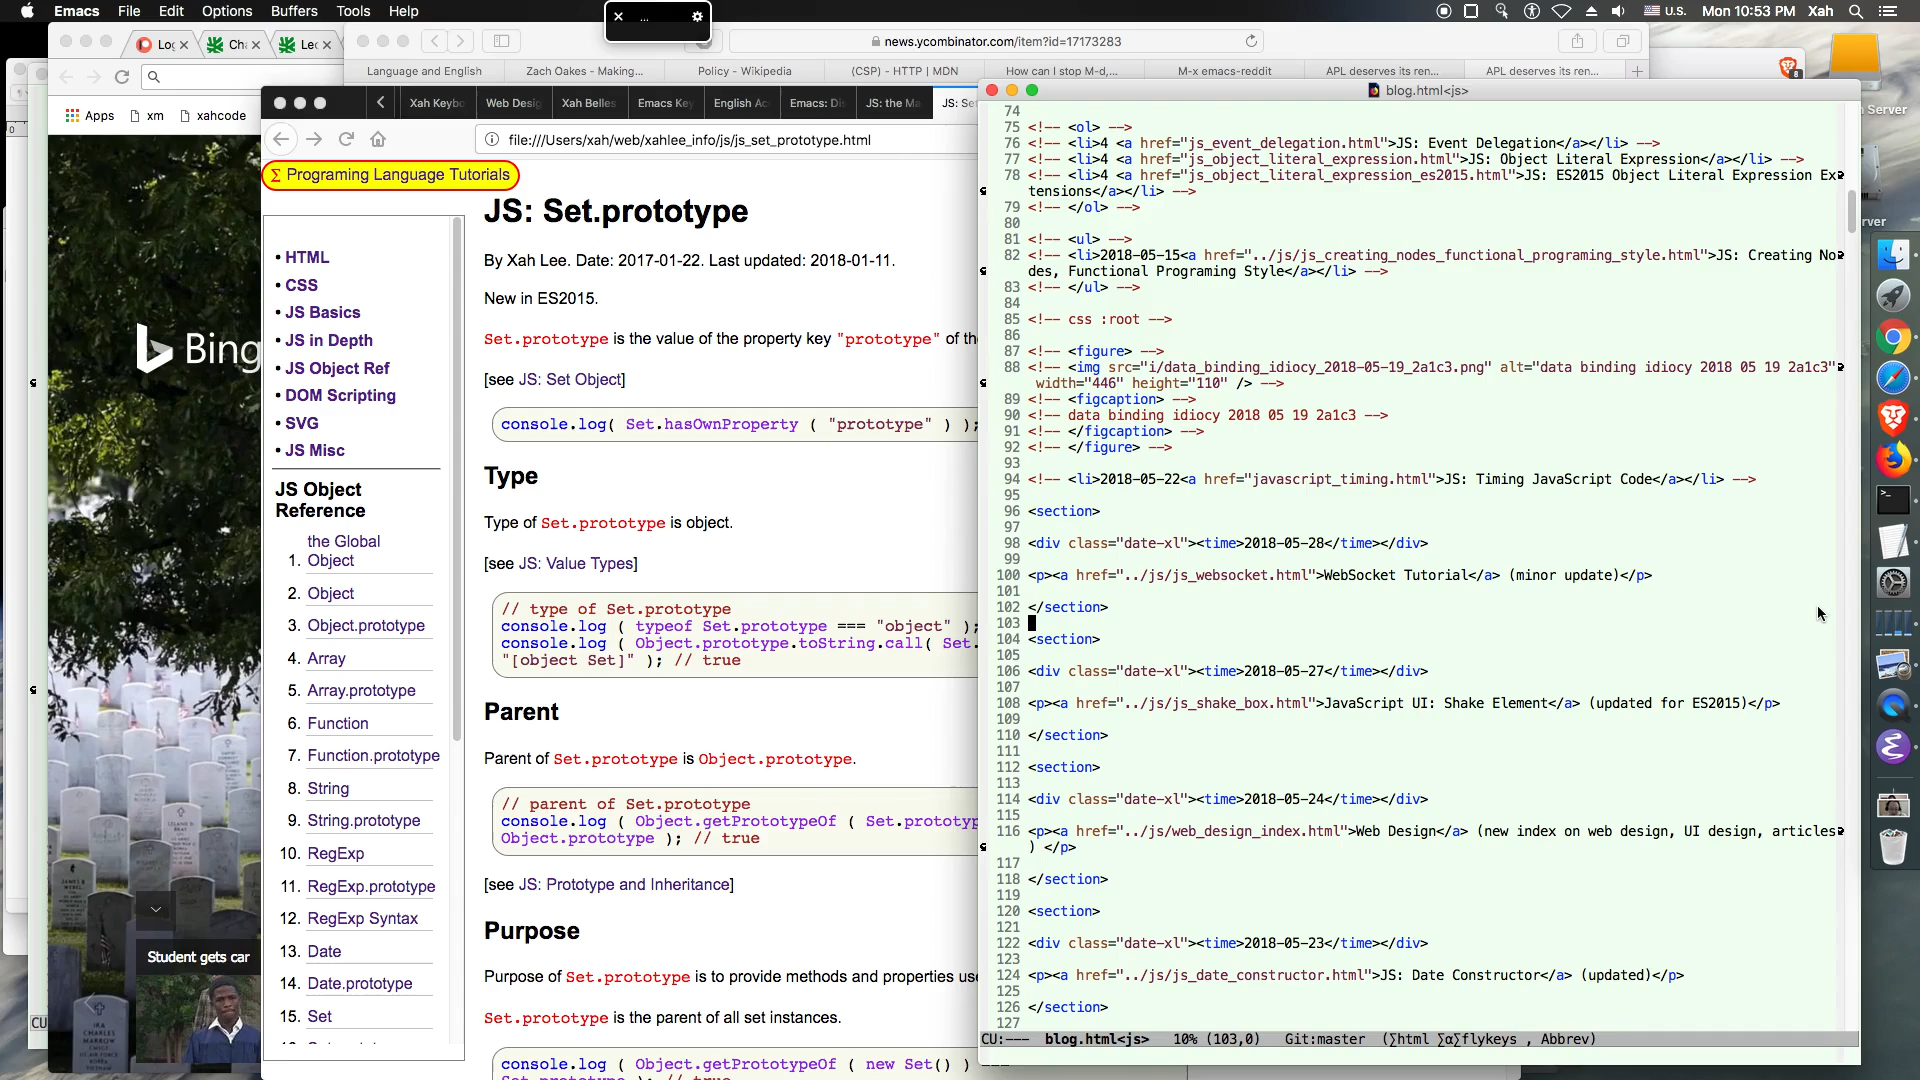 Emacs File Edit Options Buffers Tools Help
...
U.S. Mon 10:53 PM Xah
news.ycombinator.com/item?id=17173283
Language and English
Zach Oakes - Making...
Policy - Wikipedia
(CSP) - HTTP | MDN
How can I stop M-d,...
M-x emacs-reddit
APL deserves its ren...
APL deserves its ren...
8
Apps xm xahcode
Bing
Student gets car
Xah Keybo
Web Desig
Xah Belles
Emacs Key
English Ac
Emacs: Di
JS: the Ma
JS: Se
file:///Users/xah/web/xahlee_info/js/js_set_prototype.html
∑ Programing Language Tutorials
• HTML
• CSS
• JS Basics
• JS in Depth
• JS Object Ref
• DOM Scripting
• SVG
• JS Misc
JS Object
Reference
the Global
1. Object
2. Object
3. Object.prototype
4. Array
5. Array.prototype
6. Function
7. Function.prototype
8. String
9. String.prototype
10. RegExp
11. RegExp.prototype
12. RegExp Syntax
13. Date
14. Date.prototype
15. Set
JS: Set.prototype
By Xah Lee. Date: 2017-01-22. Last updated: 2018-01-11.
New in ES2015.
Set.prototype is the value of the property key "prototype" of th
[see JS: Set Object]
console.log( Set.hasOwnProperty ( "prototype" ) );
Type
Type of Set.prototype is object.
[see JS: Value Types]
// type of Set.prototype
console.log ( typeof Set.prototype === "object" );
console.log ( Object.prototype.toString.call( Set.
"[object Set]" ); // true
Parent
Parent of Set.prototype is Object.prototype.
// parent of Set.prototype
console.log ( Object.getPrototypeOf ( Set.prototyp
Object.prototype ); // true
[see JS: Prototype and Inheritance]
Purpose
Purpose of Set.prototype is to provide methods and properties us
Set.prototype is the parent of all set instances.
console.log ( Object.getPrototypeOf ( new Set() ) =
blog.html<js>
74
75 <!-- <ol> -->
76 <!-- <li>4 <a href="js_event_delegation.html">JS: Event Delegation</a></li> -->
77 <!-- <li>4 <a href="js_object_literal_expression.html">JS: Object Literal Expression</a></li> -->
78 <!-- <li>4 <a href="js_object_literal_expression_es2015.html">JS: ES2015 Object Literal Expression Ex
tensions</a></li> -->
79 <!-- </ol> -->
80
81 <!-- <ul> -->
82 <!-- <li>2018-05-15<a href="../js/js_creating_nodes_functional_programing_style.html">JS: Creating No
des, Functional Programing Style</a></li> -->
83 <!-- </ul> -->
84
85 <!-- css :root -->
86
87 <!-- <figure> -->
88 <!-- <img src="i/data_binding_idiocy_2018-05-19_2a1c3.png" alt="data binding idiocy 2018 05 19 2a1c3"
width="446" height="110" /> -->
89 <!-- <figcaption> -->
90 <!-- data binding idiocy 2018 05 19 2a1c3 -->
91 <!-- </figcaption> -->
92 <!-- </figure> -->
93
94 <!-- <li>2018-05-22<a href="javascript_timing.html">JS: Timing JavaScript Code</a></li> -->
95
96 <section>
97
98 <div class="date-xl"><time>2018-05-28</time></div>
99
100 <p><a href="../js/js_websocket.html">WebSocket Tutorial</a> (minor update)</p>
101
102 </section>
103
104 <section>
105
106 <div class="date-xl"><time>2018-05-27</time></div>
107
108 <p><a href="../js/js_shake_box.html">JavaScript UI: Shake Element</a> (updated for ES2015)</p>
109
110 </section>
111
112 <section>
113
114 <div class="date-xl"><time>2018-05-24</time></div>
115
116 <p><a href="../js/web_design_index.html">Web Design</a> (new index on web design, UI design, articles
) </p>
117
118 </section>
119
120 <section>
121
122 <div class="date-xl"><time>2018-05-23</time></div>
123
124 <p><a href="../js/js_date_constructor.html">JS: Date Constructor</a> (updated)</p>
125
126 </section>
127
CU:--- blog.html<js> 10% (103,0) Git:master (∑html ∑α∑flykeys , Abbrev)
CU
Server